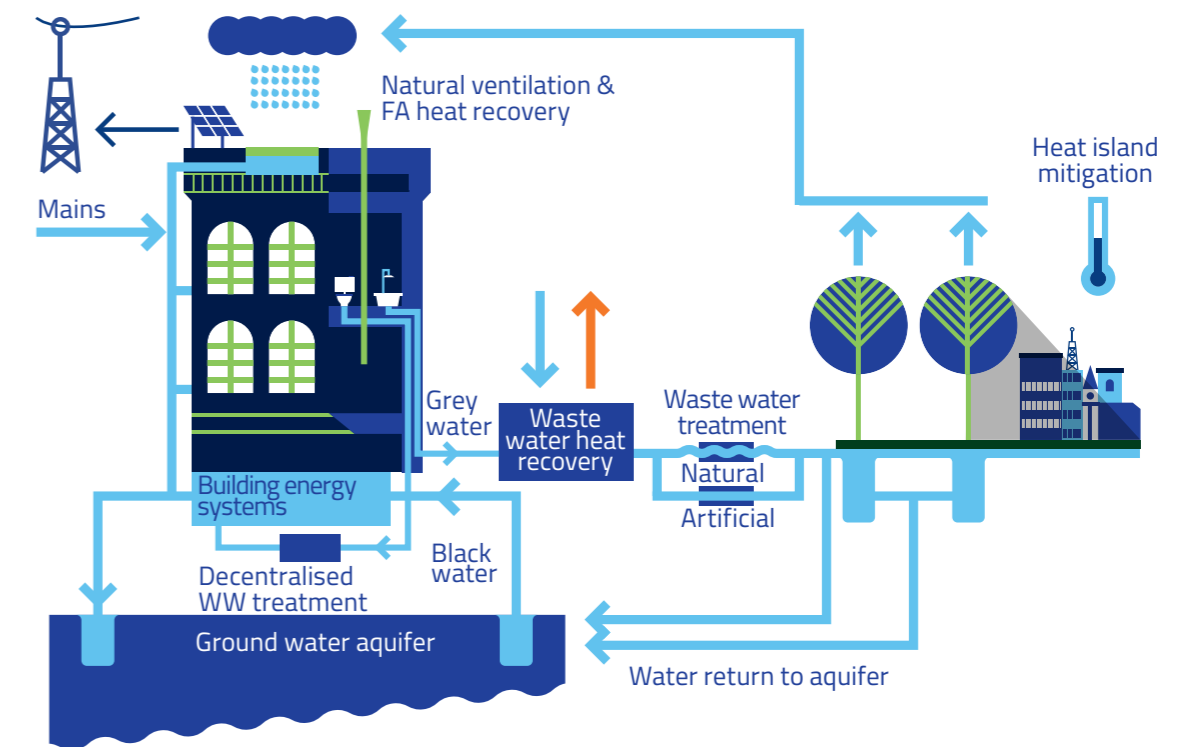 Natural ventilation &
FA heat recovery
Heat island
mitigation
Mains
Grey
water
Waste
water heat
recovery
Waste water
treatment
Natural
Artificial
Building energy
systems
Black
water
Decentralised
WW treatment
Ground water aquifer
Water return to aquifer